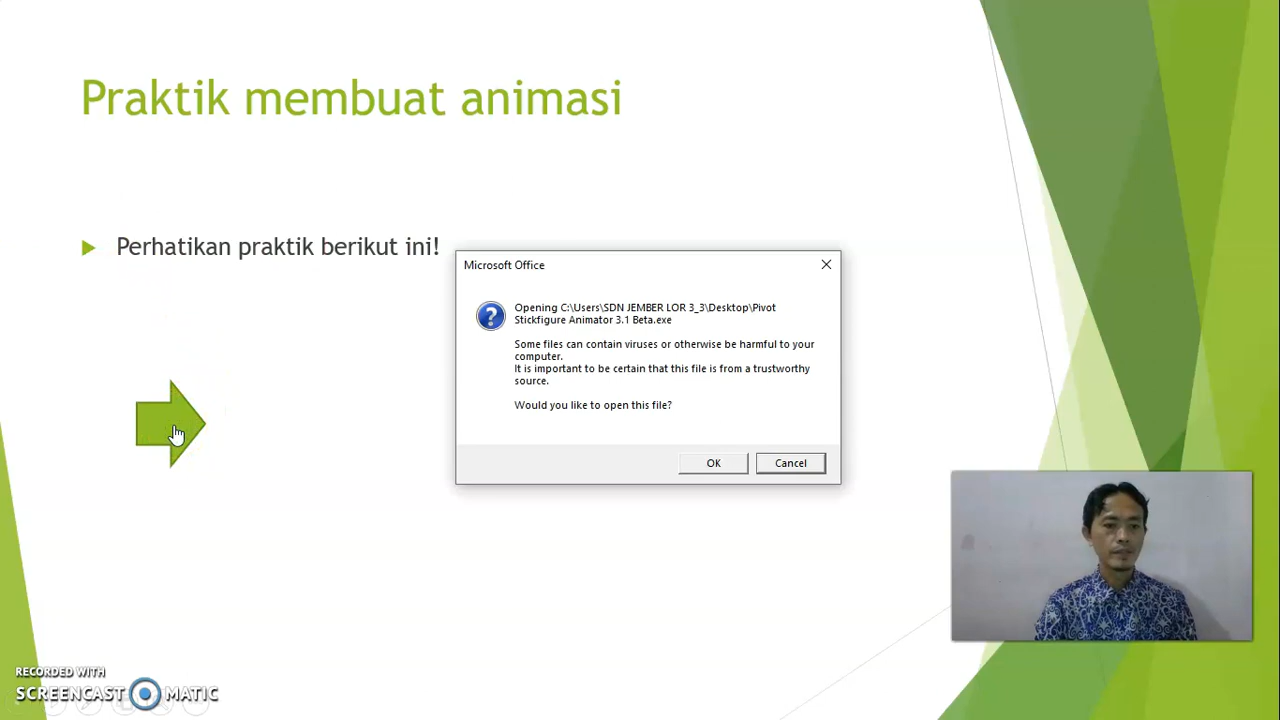 Praktik membuat animasi
Perhatikan praktik berikut ini!
Microsoft Office
Opening C:\Users\SDN JEMBER LOR 3_3\Desktop\Pivot
Stickfigure Animator 3.1 Beta.exe
Some files can contain viruses or otherwise be harmful to your
computer.
It is important to be certain that this file is from a trustworthy
source.
Would you like to open this file?
OK
Cancel
RECORDED WITH
SCREENCAST MATIC